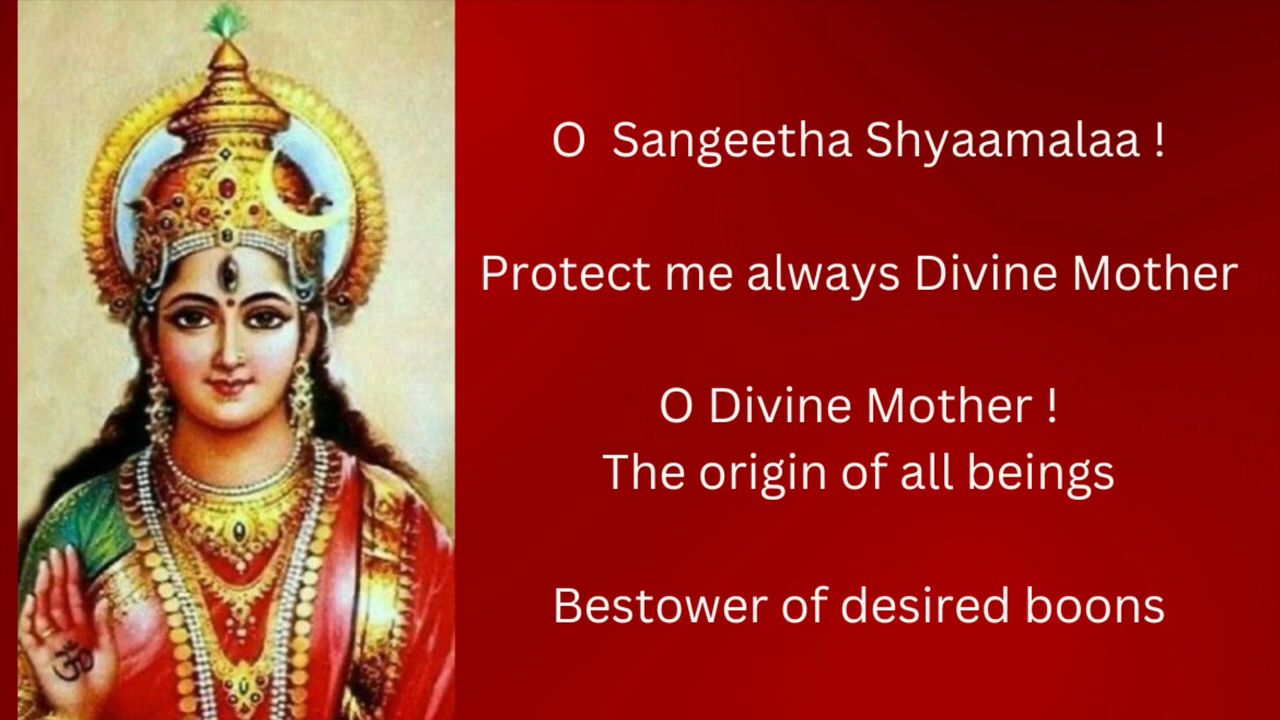 O Sangeetha Shyaamalaa !
Protect me always Divine Mother
O Divine Mother !
The origin of all beings
Bestower of desired boons
ॐ